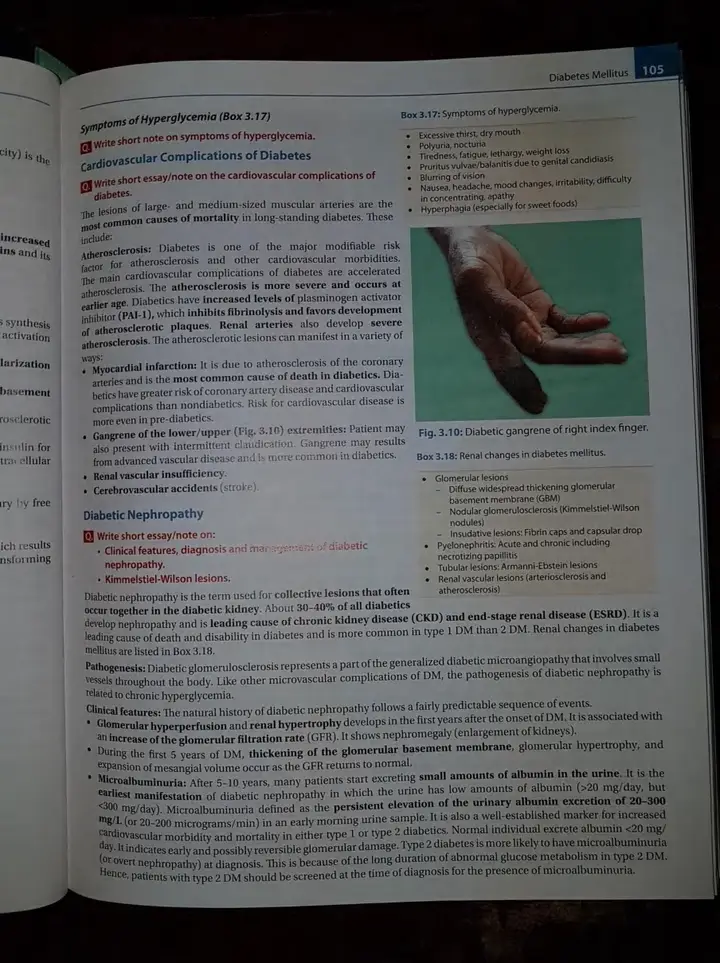 Diabetes Mellitus 105
city) is the
increased
ins and its
s synthesis
activation
larization
basement
rosclerotic
insulin for
ry by free
ich results
nsforming
Symptoms of Hyperglycemia (Box 3.17)
Q. Write short note on symptoms of hyperglycemia.
Cardiovascular Complications of Diabetes
Q. Write short essay/note on the cardiovascular complications of
diabetes.
The lesions of large- and medium-sized muscular arteries are the
most common causes of mortality in long-standing diabetes. These
include:
Atherosclerosis: Diabetes is one of the major modifiable risk
factor for atherosclerosis and other cardiovascular morbidities.
The main cardiovascular complications of diabetes are accelerated
atherosclerosis. The atherosclerosis is more severe and occurs at
earlier age. Diabetics have increased levels of plasminogen activator
inhibitor (PAI-1), which inhibits fibrinolysis and favors development
of atherosclerotic plaques. Renal arteries also develop severe
atherosclerosis. The atherosclerotic lesions can manifest in a variety of
ways:
• Myocardial infarction: It is due to atherosclerosis of the coronary
arteries and is the most common cause of death in diabetics. Dia-
betics have greater risk of coronary artery disease and cardiovascular
complications than nondiabetics. Risk for cardiovascular disease is
more even in pre-diabetics.
• Gangrene of the lower/upper (Fig. 3.10) extremities: Patient may
also present with intermittent claudication. Gangrene may results
from advanced vascular disease and is more common in diabetics.
• Renal vascular insufficiency.
• Cerebrovascular accidents (stroke).
Diabetic Nephropathy
Q. Write short essay/note on:
• Clinical features, diagnosis and management of diabetic
nephropathy.
• Kimmelstiel-Wilson lesions.
Box 3.17: Symptoms of hyperglycemia.
• Excessive thirst, dry mouth
• Polyuria, nocturia
• Tiredness, fatigue, lethargy, weight loss
• Pruritus vulvae/balanitis due to genital candidiasis
• Blurring of vision
• Nausea, headache, mood changes, irritability, difficulty
in concentrating, apathy
• Hyperphagia (especially for sweet foods)
Fig. 3.10: Diabetic gangrene of right index finger.
Box 3.18: Renal changes in diabetes mellitus.
• Glomerular lesions
– Diffuse widespread thickening glomerular
basement membrane (GBM)
– Nodular glomerulosclerosis (Kimmelstiel-Wilson
nodules)
– Insudative lesions: Fibrin caps and capsular drop
• Pyelonephritis: Acute and chronic including
necrotizing papillitis
• Tubular lesions: Armanni-Ebstein lesions
• Renal vascular lesions (arteriosclerosis and
atherosclerosis)
Diabetic nephropathy is the term used for collective lesions that often
occur together in the diabetic kidney. About 30–40% of all diabetics
develop nephropathy and is leading cause of chronic kidney disease (CKD) and end-stage renal disease (ESRD). It is a
leading cause of death and disability in diabetes and is more common in type 1 DM than 2 DM. Renal changes in diabetes
mellitus are listed in Box 3.18.
Pathogenesis: Diabetic glomerulosclerosis represents a part of the generalized diabetic microangiopathy that involves small
vessels throughout the body. Like other microvascular complications of DM, the pathogenesis of diabetic nephropathy is
related to chronic hyperglycemia.
Clinical features: The natural history of diabetic nephropathy follows a fairly predictable sequence of events.
• Glomerular hyperperfusion and renal hypertrophy develops in the first years after the onset of DM. It is associated with
an increase of the glomerular filtration rate (GFR). It shows nephromegaly (enlargement of kidneys).
• During the first 5 years of DM, thickening of the glomerular basement membrane, glomerular hypertrophy, and
expansion of mesangial volume occur as the GFR returns to normal.
• Microalbuminuria: After 5–10 years, many patients start excreting small amounts of albumin in the urine. It is the
earliest manifestation of diabetic nephropathy in which the urine has low amounts of albumin (>20 mg/day, but
<300 mg/day). Microalbuminuria defined as the persistent elevation of the urinary albumin excretion of 20–300
mg/L (or 20–200 micrograms/min) in an early morning urine sample. It is also a well-established marker for increased
cardiovascular morbidity and mortality in either type 1 or type 2 diabetics. Normal individual excrete albumin <20 mg/
day. It indicates early and possibly reversible glomerular damage. Type 2 diabetes is more likely to have microalbuminuria
(or overt nephropathy) at diagnosis. This is because of the long duration of abnormal glucose metabolism in type 2 DM.
Hence, patients with type 2 DM should be screened at the time of diagnosis for the presence of microalbuminuria.